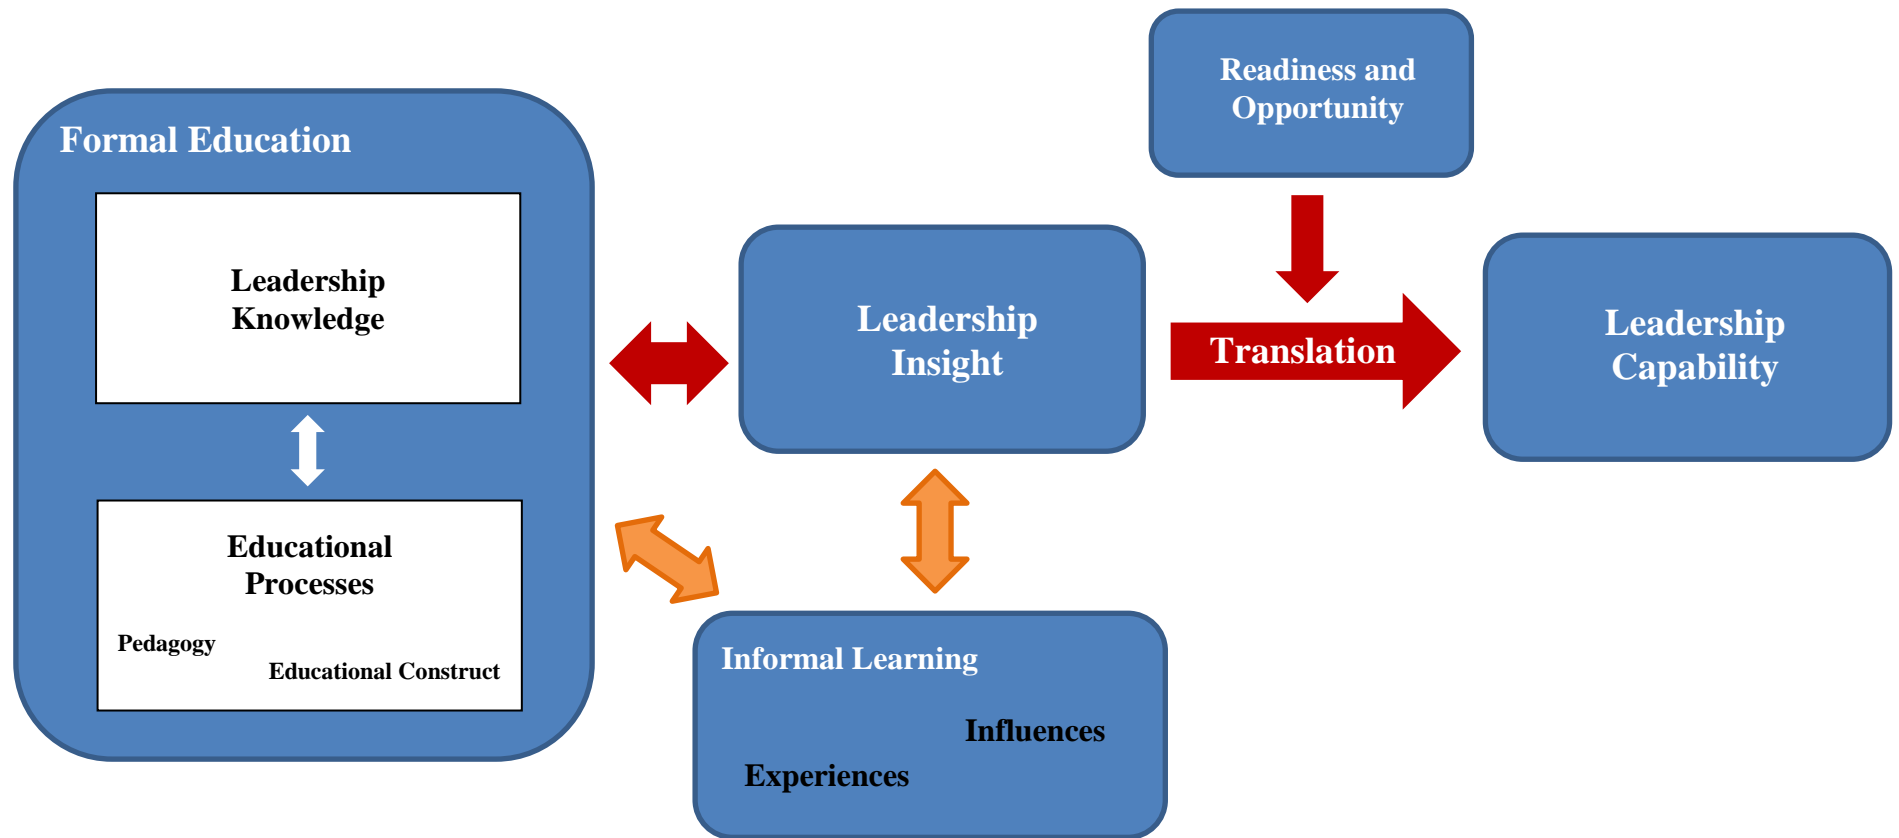 Formal Education
Leadership
Knowledge
Educational
Processes
Pedagogy
Educational Construct
Leadership
Insight
Informal Learning
Influences
Experiences
Readiness and
Opportunity
Translation
Leadership
Capability